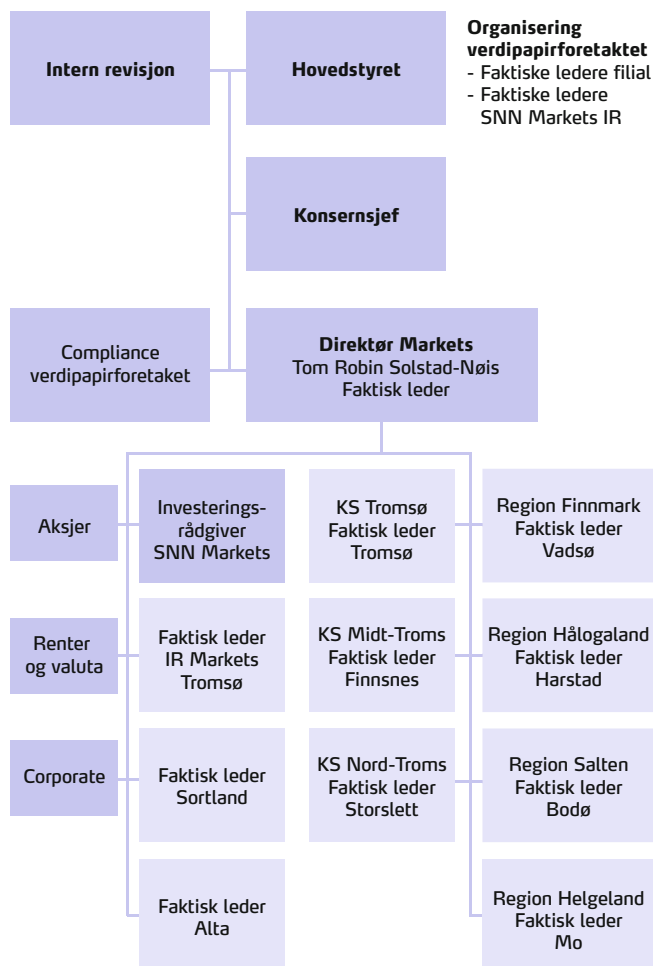 Intern revisjon
Hovedstyret
Organisering
verdipapirforetaktet
- Faktiske ledere filial
- Faktiske ledere
SNN Markets IR
Konsernsjef
Compliance
verdipapirforetaket
Direktør Markets
Tom Robin Solstad-Nøis
Faktisk leder
Aksjer
Investerings-
rådgiver
SNN Markets
KS Tromsø
Faktisk leder
Tromsø
Region Finnmark
Faktisk leder
Vadsø
Renter
og valuta
Faktisk leder
IR Markets
Tromsø
KS Midt-Troms
Faktisk leder
Finnsnes
Region Hålogaland
Faktisk leder
Harstad
Corporate
Faktisk leder
Sortland
KS Nord-Troms
Faktisk leder
Storslett
Region Salten
Faktisk leder
Bodø
Faktisk leder
Alta
Region Helgeland
Faktisk leder
Mo